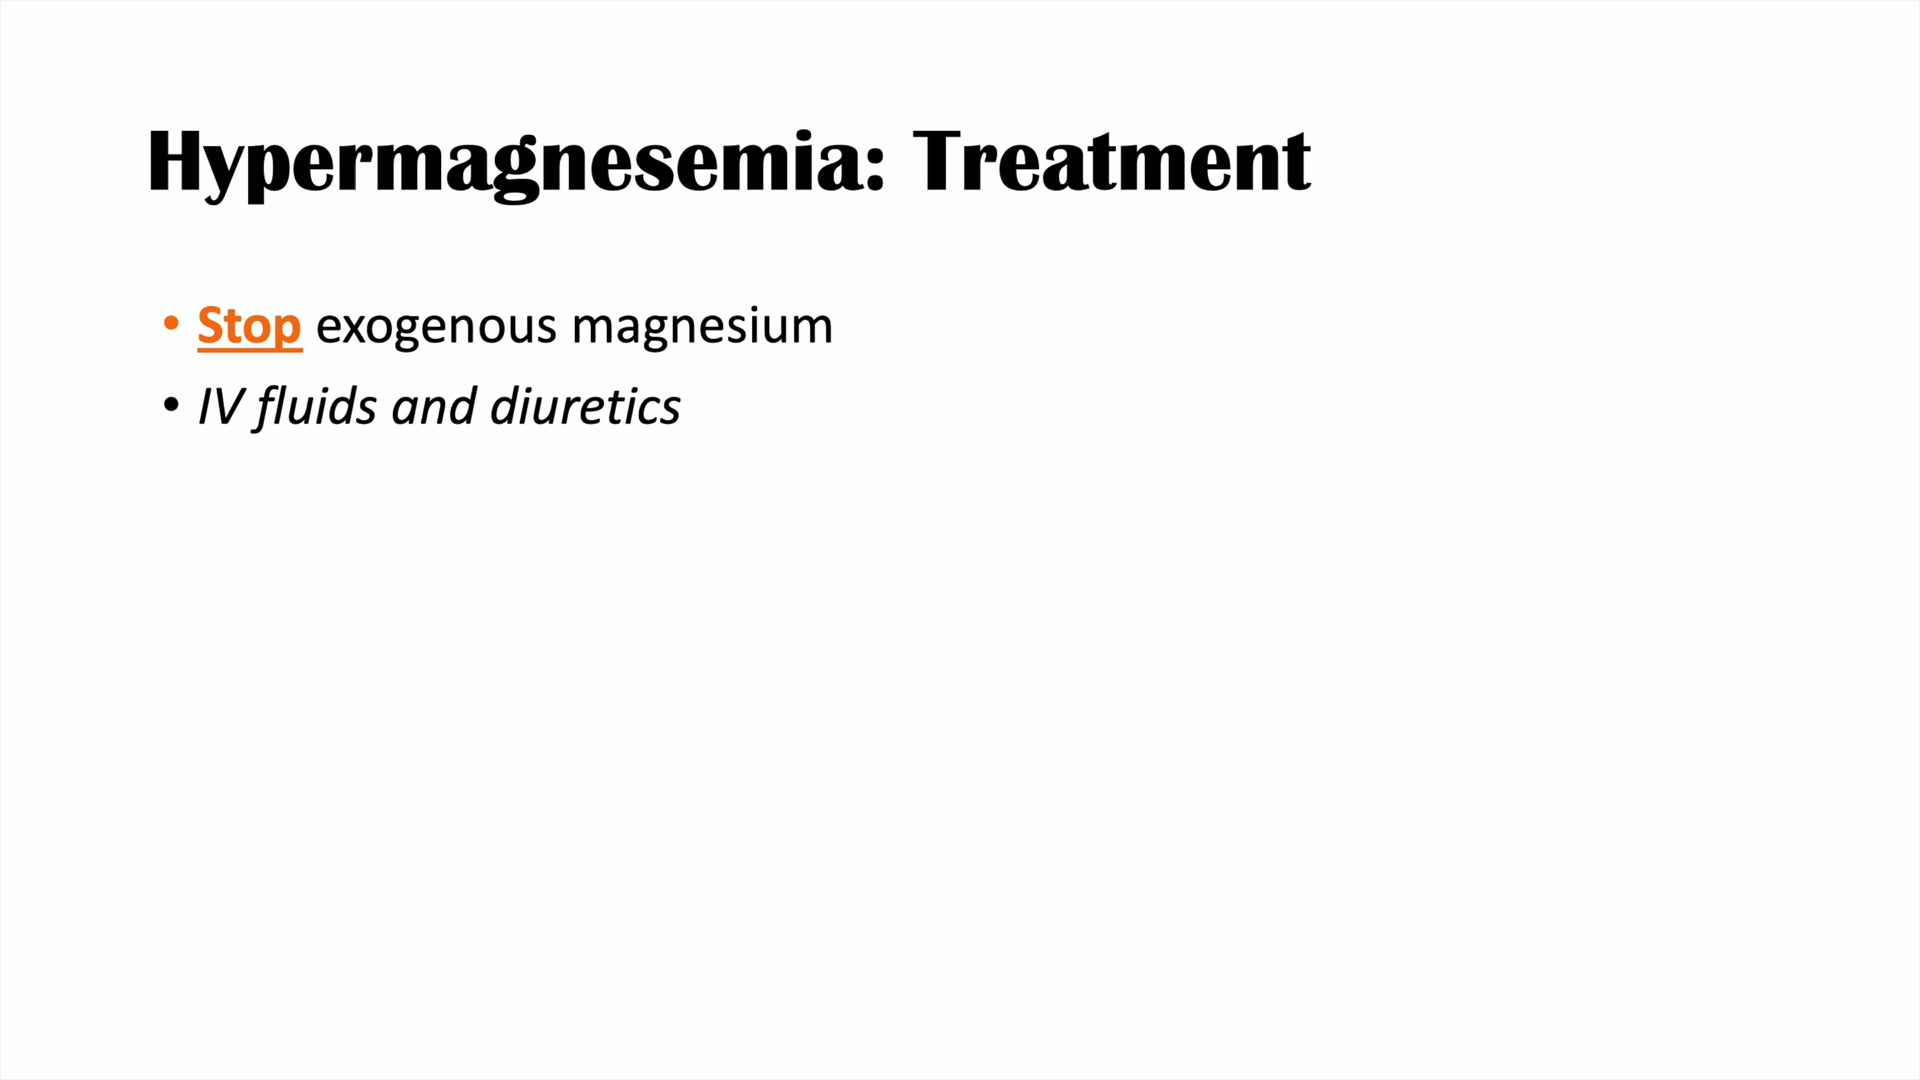 Hypermagnesemia: Treatment
• Stop exogenous magnesium
• IV fluids and diuretics